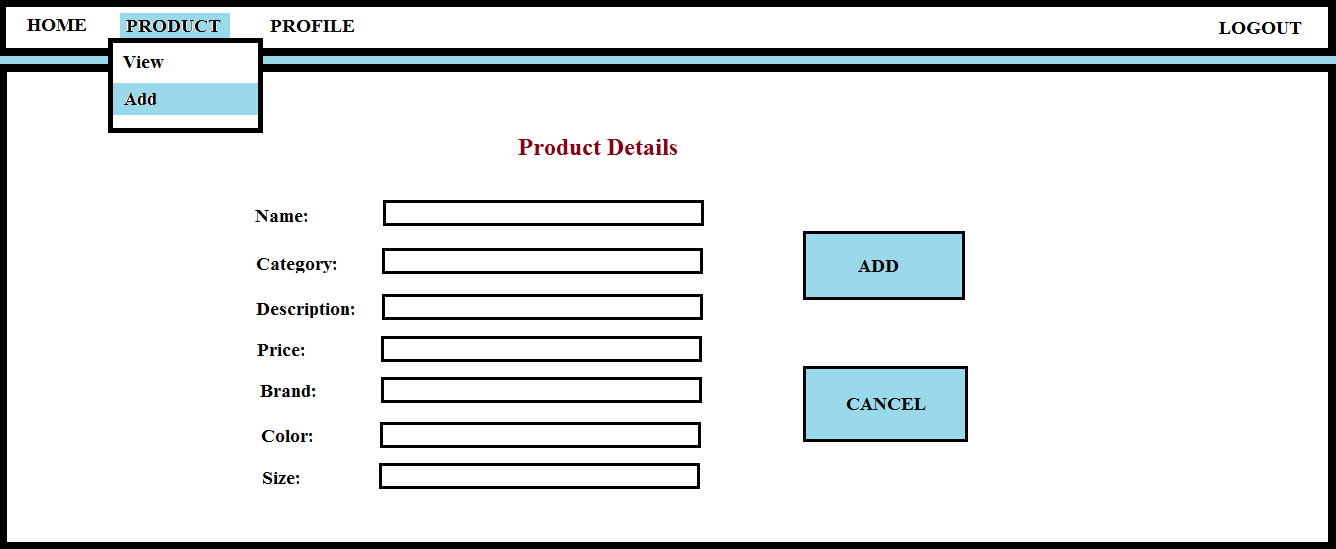 HOME PRODUCT PROFILE LOGOUT
View
Add
Product Details
Name:
Category:
Description:
Price:
Brand:
Color:
Size:
ADD
CANCEL